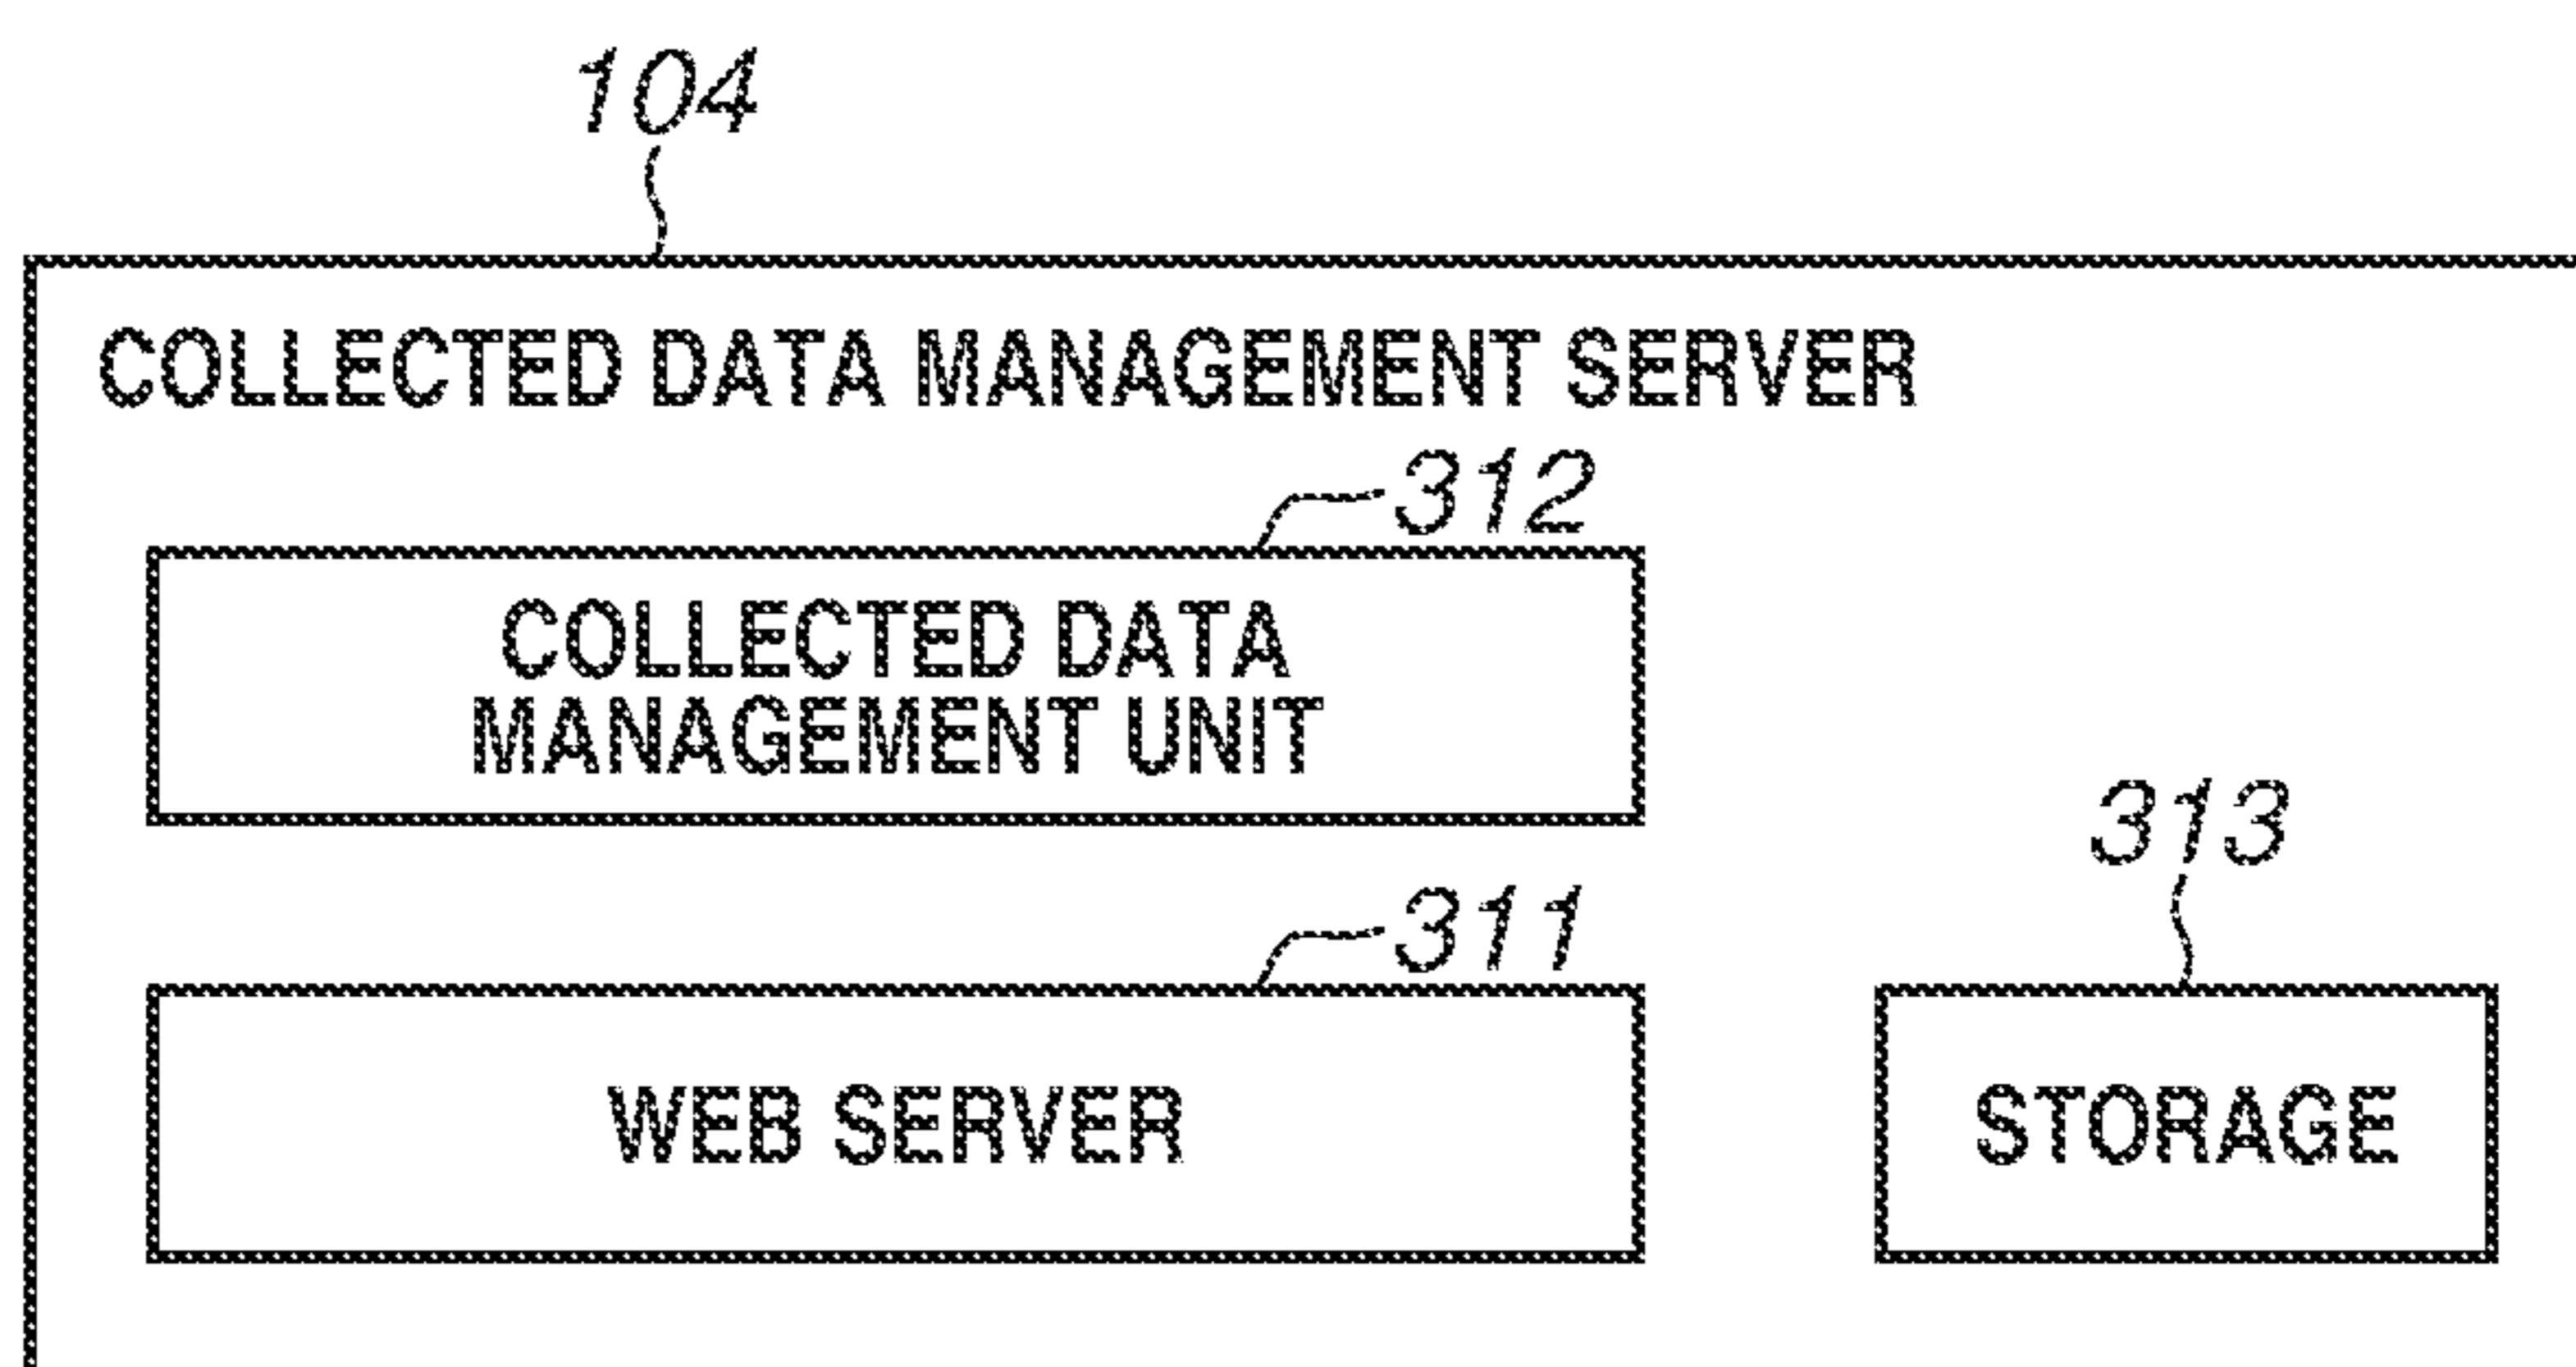 104
COLLECTED DATA MANAGEMENT SERVER
312
COLLECTED DATA
MANAGEMENT UNIT
313
311
WEB SERVER
STORAGE